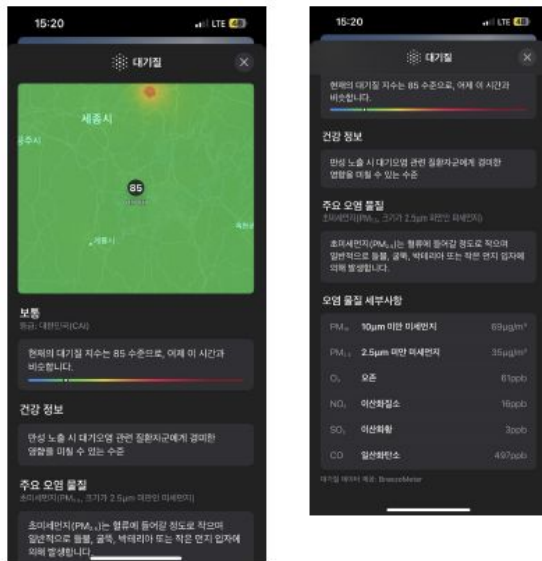 15:20
LTE 48
대기질
세종시
공주시
85
계룡시
보통
등급: 대한민국(CAI)
현재의 대기질 지수는 85 수준으로, 어제 이 시간과
비슷합니다.
건강 정보
만성 노출 시 대기오염 관련 질환자군에게 경미한
영향을 미칠 수 있는 수준
주요 오염 물질
초미세먼지(PM₂.₅, 크기가 2.5μm 미만인 미세먼지)
초미세먼지(PM₂.₅)는 혈류에 들어갈 정도로 작으며
일반적으로 들불, 굴뚝, 박테리아 또는 작은 먼지 입자에
의해 발생합니다.
15:20
LTE 48
대기질
현재의 대기질 지수는 85 수준으로, 어제 이 시간과
비슷합니다.
건강 정보
만성 노출 시 대기오염 관련 질환자군에게 경미한
영향을 미칠 수 있는 수준
주요 오염 물질
초미세먼지(PM₂.₅, 크기가 2.5μm 미만인 미세먼지)
초미세먼지(PM₂.₅)는 혈류에 들어갈 정도로 작으며
일반적으로 들불, 굴뚝, 박테리아 또는 작은 먼지 입자에
의해 발생합니다.
오염 물질 세부사항
PM₁₀ 10μm 미만 미세먼지 69μg/m³
PM₂.₅ 2.5μm 미만 미세먼지 35μg/m³
O₃ 오존 61ppb
NO₂ 이산화질소 16ppb
SO₂ 이산화황 3ppb
CO 일산화탄소 497ppb
대기질 데이터 제공: BreezoMeter